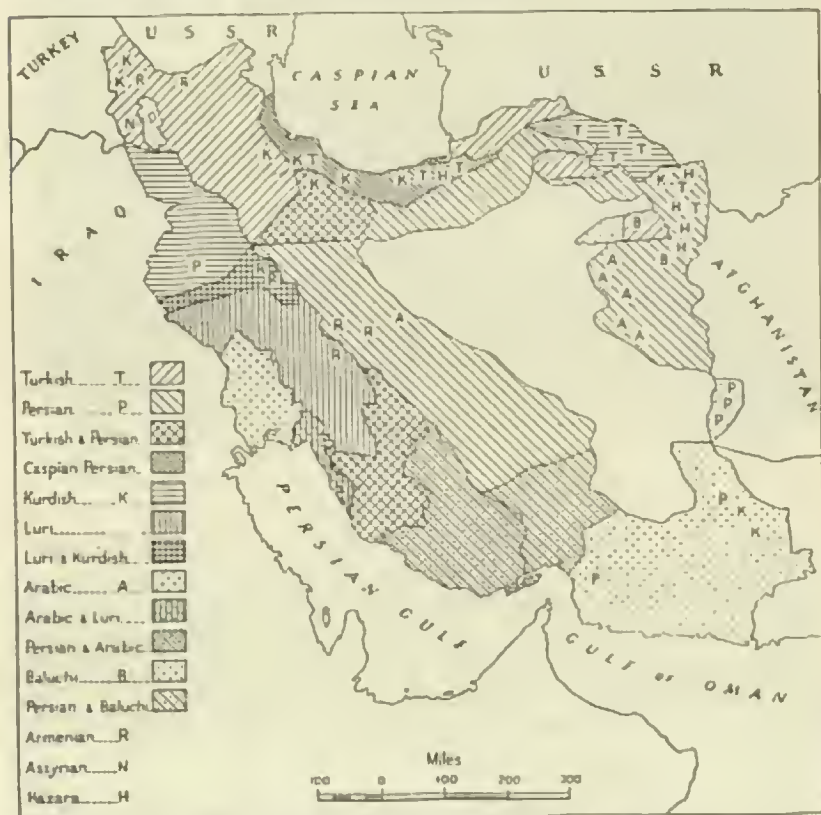 U S S R
TURKEY
CASPIAN
SEA
U S S R
IRAQ
AFGHANISTAN
PERSIAN GULF
GULF OF OMAN
Turkish...... T
Persian P
Turkish & Persian
Caspian Persian
Kurdish.... K
Luri
Luri & Kurdish
Arabic A
Arabic & Luri
Persian & Arabic
Baluchi B
Persian & Baluchi
Armenian R
Assyrian N
Hazara H
Miles
100 0 100 200 300
K
K R R
N
K
K T
K
K
K T H T
T T
T T
K H
T
H T
H
H
B
B
A
A A
A A
P
K
R
R R A
R
P
P
P
P K
K
P